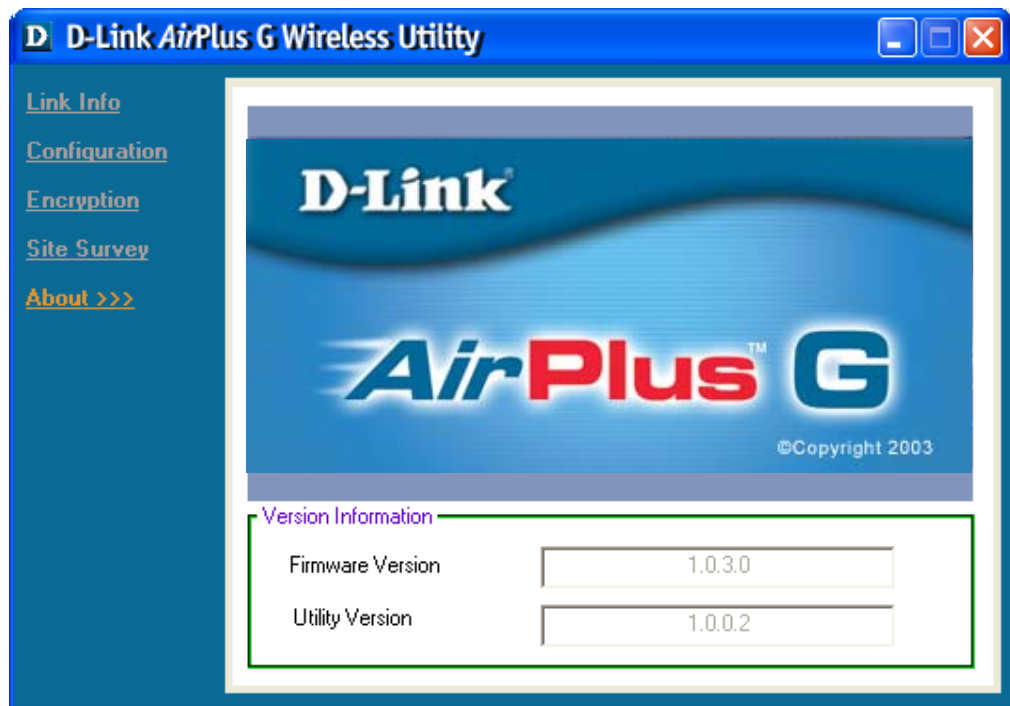 D D-Link AirPlus G Wireless Utility
Link Info
Configuration
Encryption
Site Survey
About >>>
D-Link
AirPlus™ G
©Copyright 2003
Version Information
Firmware Version 1.0.3.0
Utility Version 1.0.0.2